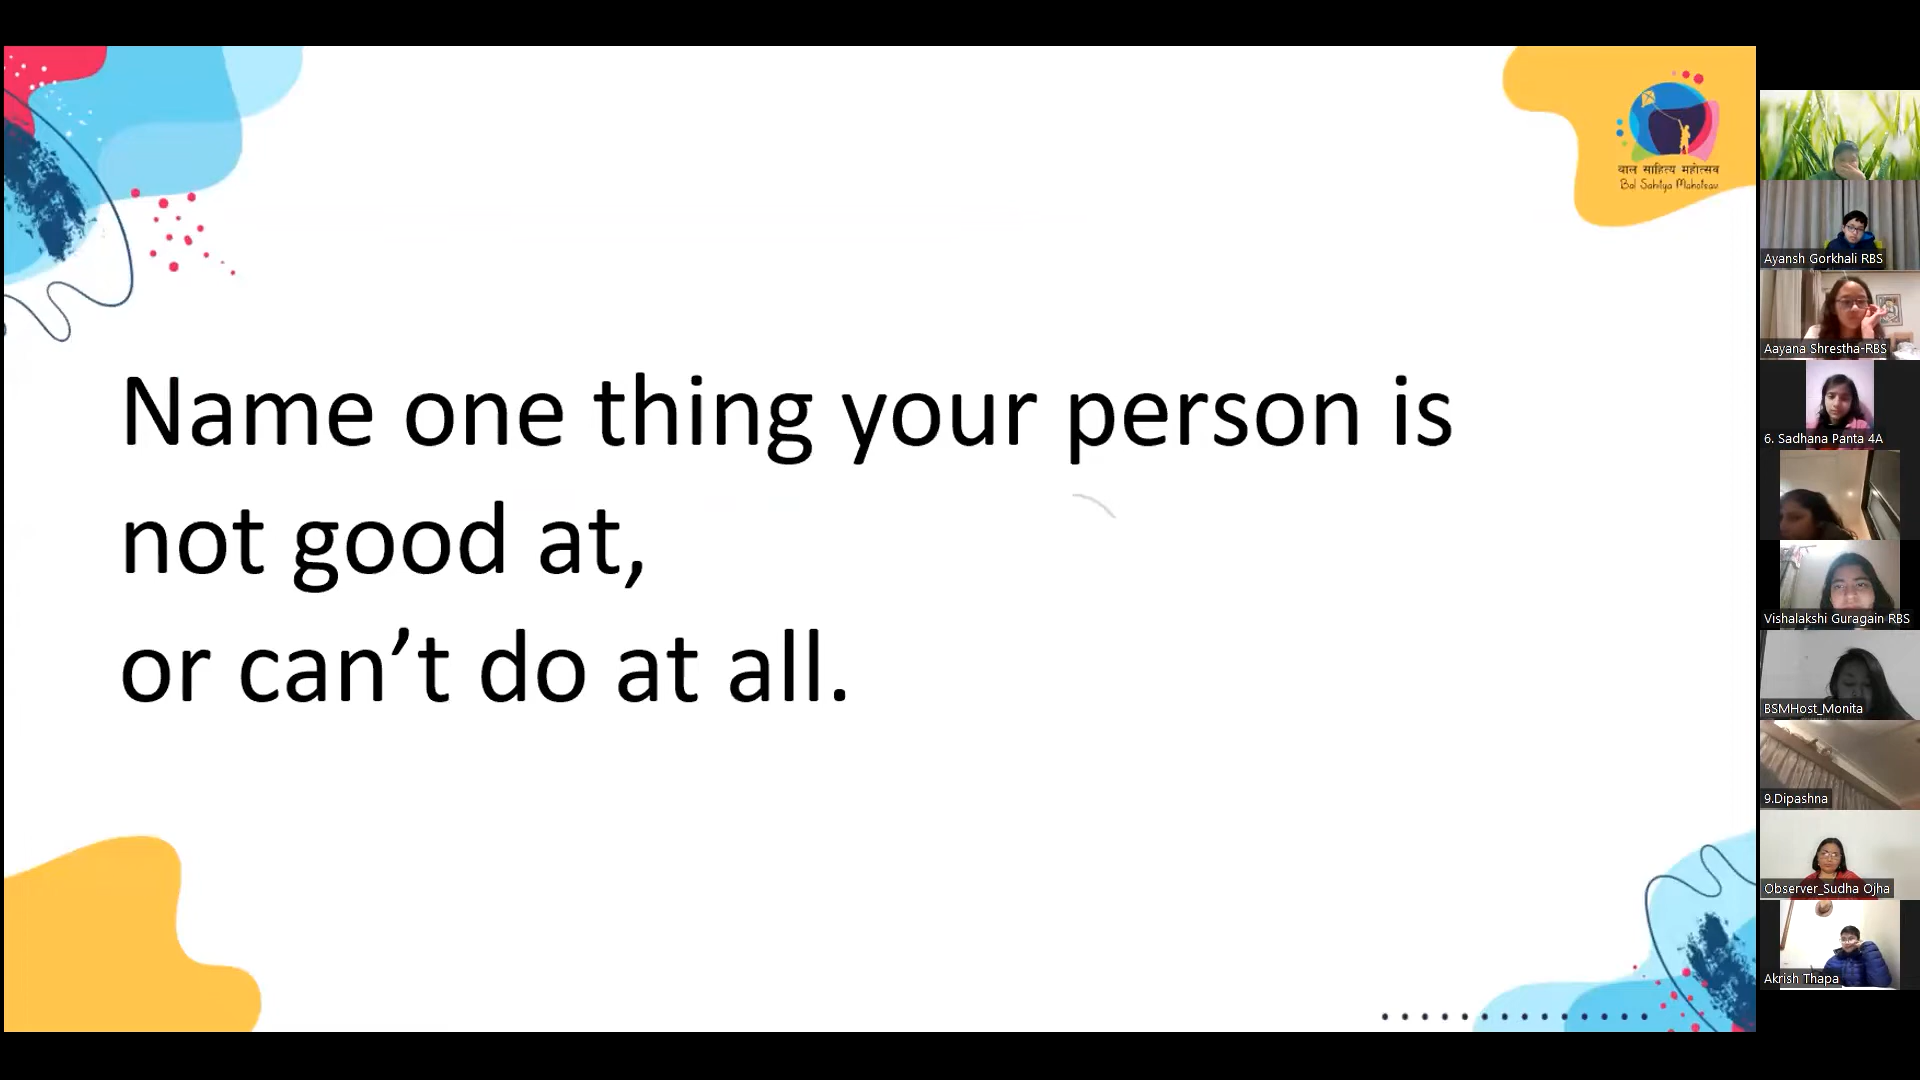 बाल साहित्य महोत्सव
Bal Sahitya Mahotsav
Name one thing your person is
not good at,
or can’t do at all.
Ayansh Gorkhali RBS
Aayana Shrestha-RBS
6. Sadhana Panta 4A
Vishalakshi Guragain RBS
BSMHost_Monita
9.Dipashna
Observer_Sudha Ojha
Akrish Thapa